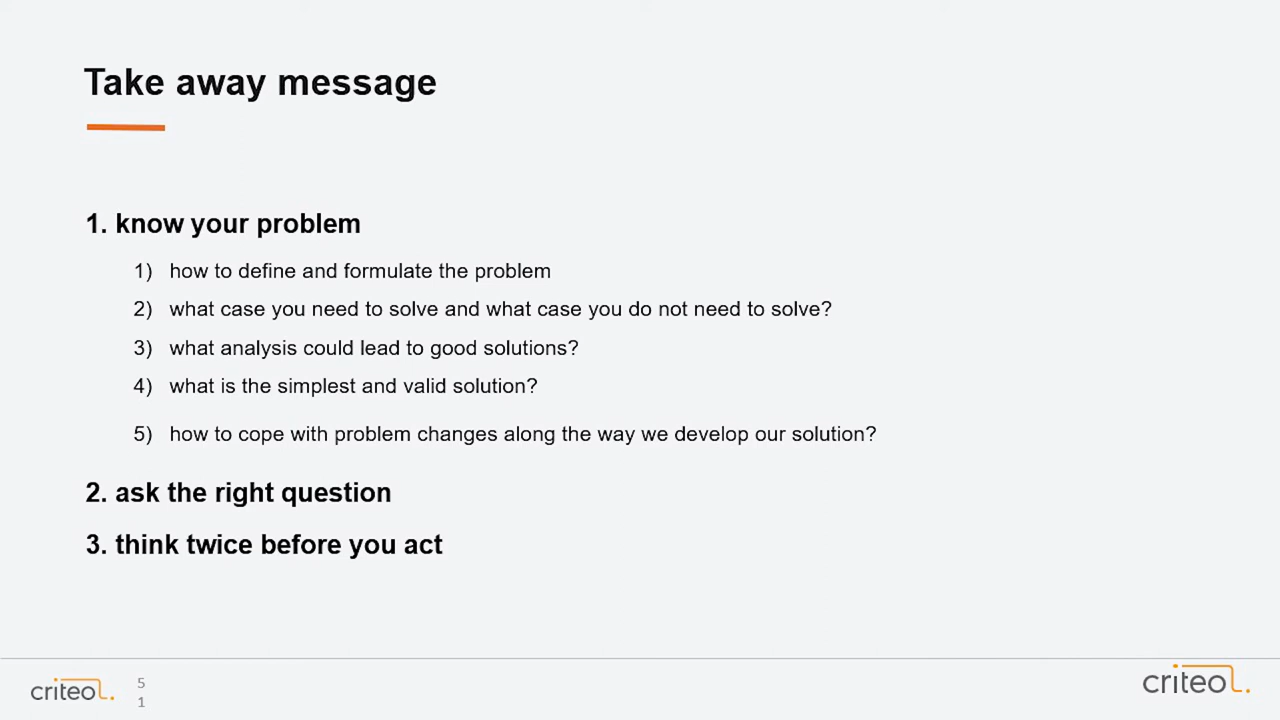 Take away message
1. know your problem
1) how to define and formulate the problem
2) what case you need to solve and what case you do not need to solve?
3) what analysis could lead to good solutions?
4) what is the simplest and valid solution?
5) how to cope with problem changes along the way we develop our solution?
2. ask the right question
3. think twice before you act
criteo
5
1
criteo